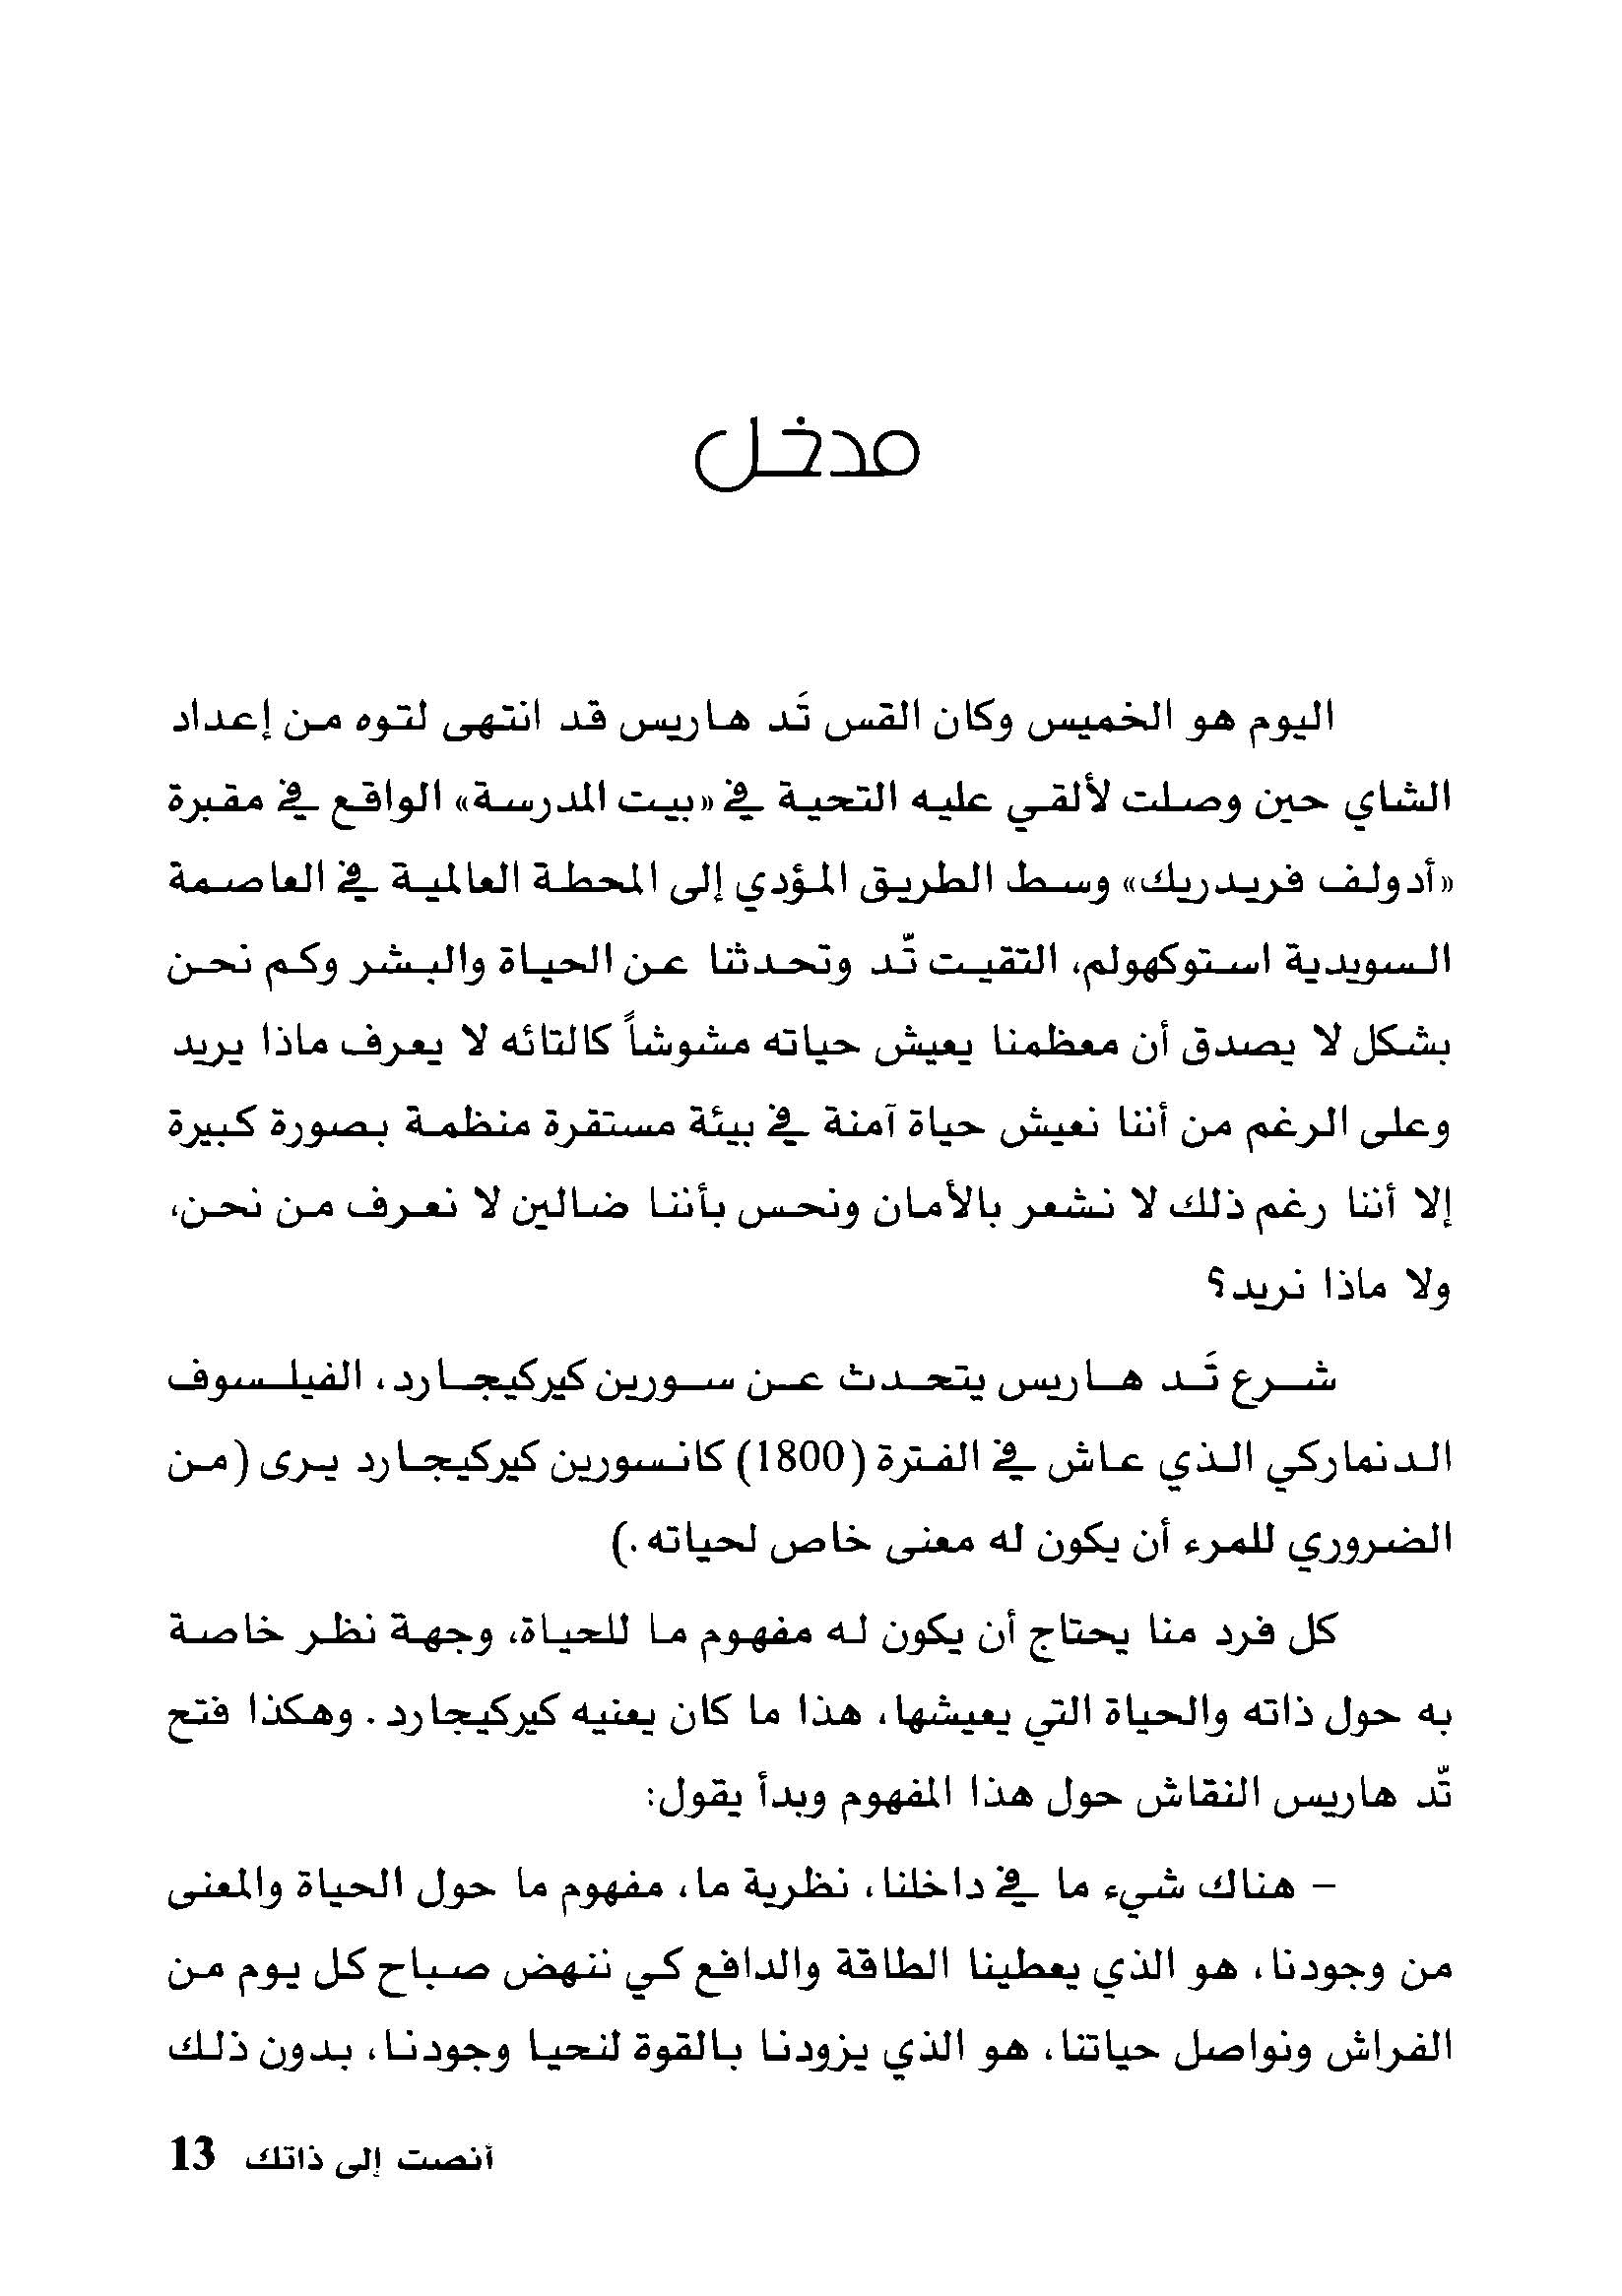 مدخل
اليوم هو الخميس وكان القس تَد هاريس قد انتهى لتوه من إعداد
الشاي حين وصلت لألقي عليه التحية في «بيت المدرسة» الواقع في مقبرة
«أدولف فريدريك» وسط الطريق المؤدي إلى المحطة العالمية في العاصمة
السويدية استوكهولم، التقيت تّد وتحدثنا عن الحياة والبشر وكم نحن
بشكل لا يصدق أن معظمنا يعيش حياته مشوشاً كالتائه لا يعرف ماذا يريد
وعلى الرغم من أننا نعيش حياة آمنة في بيئة مستقرة منظمة بصورة كبيرة
إلا أننا رغم ذلك لا نشعر بالأمان ونحس بأننا ضالين لا نعرف من نحن،
ولا ماذا نريد؟
شرع تَد هاريس يتحدث عن سورين كيركيجارد، الفيلسوف
الدنماركي الذي عاش في الفترة (1800) كانسورين كيركيجارد يرى (من
الضروري للمرء أن يكون له معنى خاص لحياته.)
كل فرد منا يحتاج أن يكون له مفهوم ما للحياة، وجهة نظر خاصة
به حول ذاته والحياة التي يعيشها، هذا ما كان يعنيه كيركيجارد. وهكذا فتح
تّد هاريس النقاش حول هذا المفهوم وبدأ يقول:
– هناك شيء ما في داخلنا، نظرية ما، مفهوم ما حول الحياة والمعنى
من وجودنا، هو الذي يعطينا الطاقة والدافع كي ننهض صباح كل يوم من
الفراش ونواصل حياتنا، هو الذي يزودنا بالقوة لنحيا وجودنا، بدون ذلك
أنصت إلى ذاتك 13